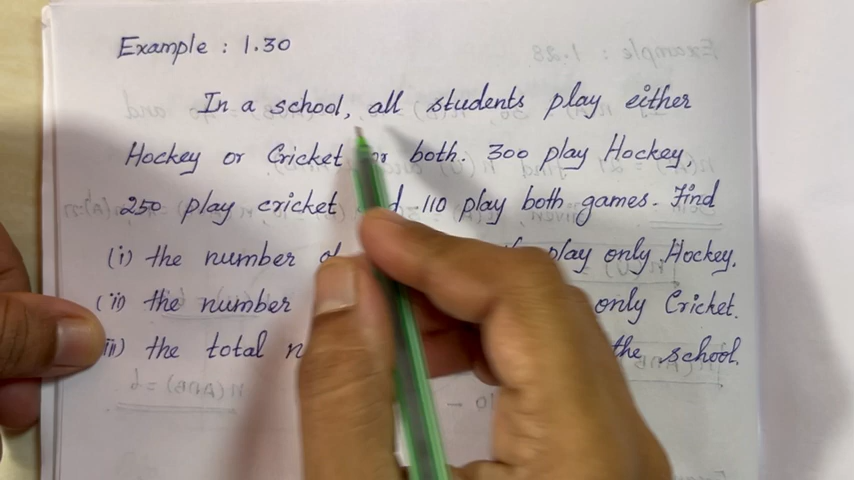 Example : 1.30
In a school, all students play either
Hockey or Cricket or both. 300 play Hockey,
250 play cricket 110 play both games. Find
(i) the number play only Hockey.
(ii) the number only Cricket.
the total the school.